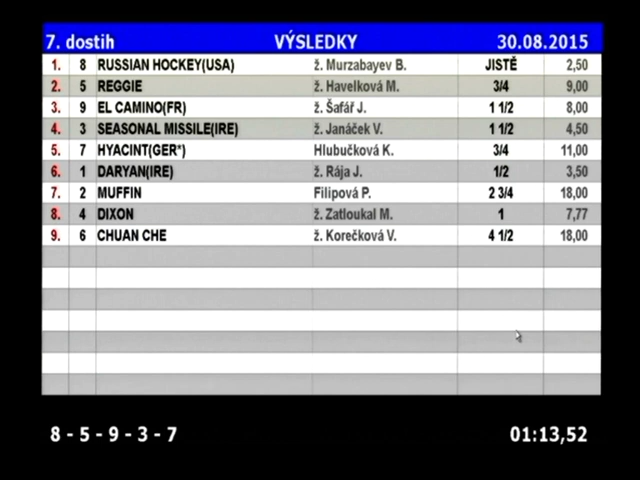 7. dostih VÝSLEDKY 30.08.2015
1. 8 RUSSIAN HOCKEY(USA) ž. Murzabayev B. JISTĚ 2,50
2. 5 REGGIE ž. Havelková M. 3/4 9,00
3. 9 EL CAMINO(FR) ž. Šafář J. 1 1/2 8,00
4. 3 SEASONAL MISSILE(IRE) ž. Janáček V. 1 1/2 4,50
5. 7 HYACINT(GER*) Hlubučková K. 3/4 11,00
6. 1 DARYAN(IRE) ž. Rája J. 1/2 3,50
7. 2 MUFFIN Filipová P. 2 3/4 18,00
8. 4 DIXON ž. Zatloukal M. 1 7,77
9. 6 CHUAN CHE ž. Korečková V. 4 1/2 18,00
8 - 5 - 9 - 3 - 7 01:13,52